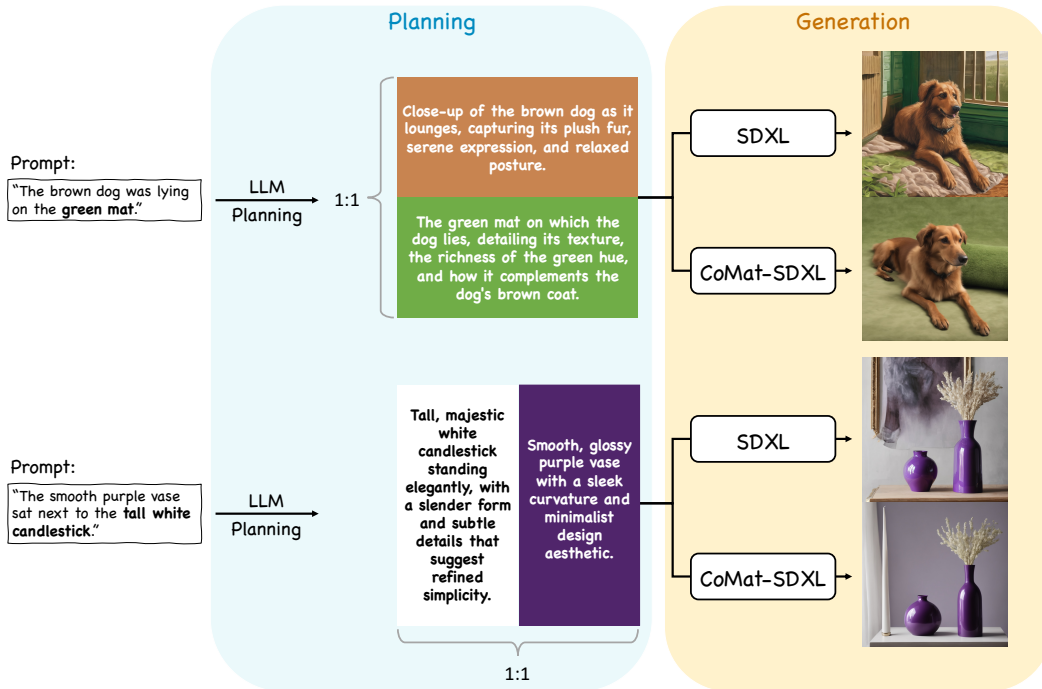 Planning
Generation
Prompt:
“The brown dog was lying
on the green mat.”
LLM
Planning
1:1
Close-up of the brown dog as it
lounges, capturing its plush fur,
serene expression, and relaxed
posture.
The green mat on which the
dog lies, detailing its texture,
the richness of the green hue,
and how it complements the
dog's brown coat.
SDXL
CoMat-SDXL
Prompt:
“The smooth purple vase
sat next to the tall white
candlestick.”
LLM
Planning
Tall, majestic
white
candlestick
standing
elegantly, with
a slender form
and subtle
details that
suggest
refined
simplicity.
Smooth, glossy
purple vase
with a sleek
curvature and
minimalist
design
aesthetic.
1:1
SDXL
CoMat-SDXL